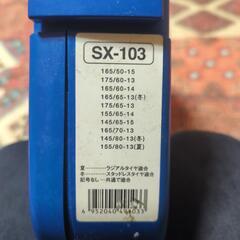 SX-103
165/50-15
175/60-13
165/60-14
165/65-13(冬)
175/65-13
155/65-14
145/65-15
165/70-13
145/80-13(冬)
155/80-13(夏)
夏ーラジアルタイヤ適合
冬ースタッドレスタイヤ適合
記号なしー共通で適合